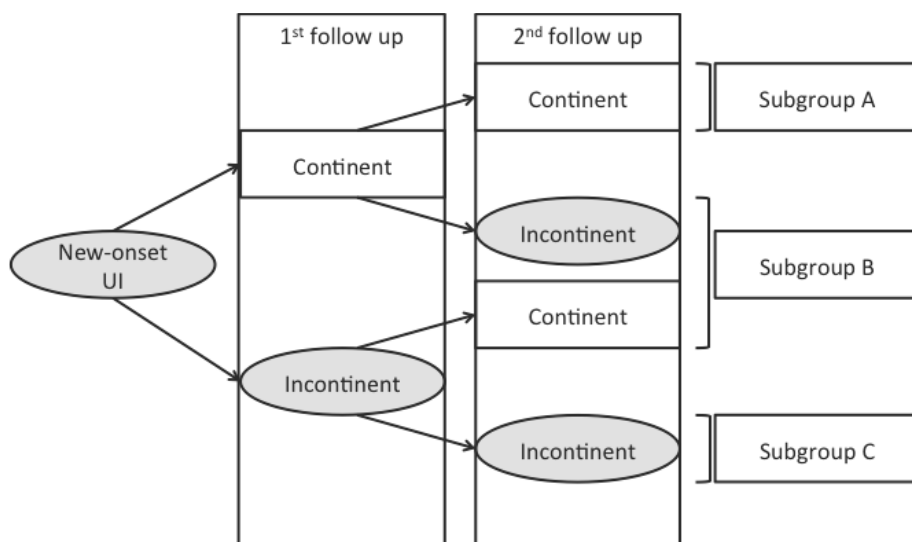 1st follow up
2nd follow up
Continent
Subgroup A
Continent
Incontinent
New-onset
UI
Subgroup B
Continent
Incontinent
Incontinent
Subgroup C